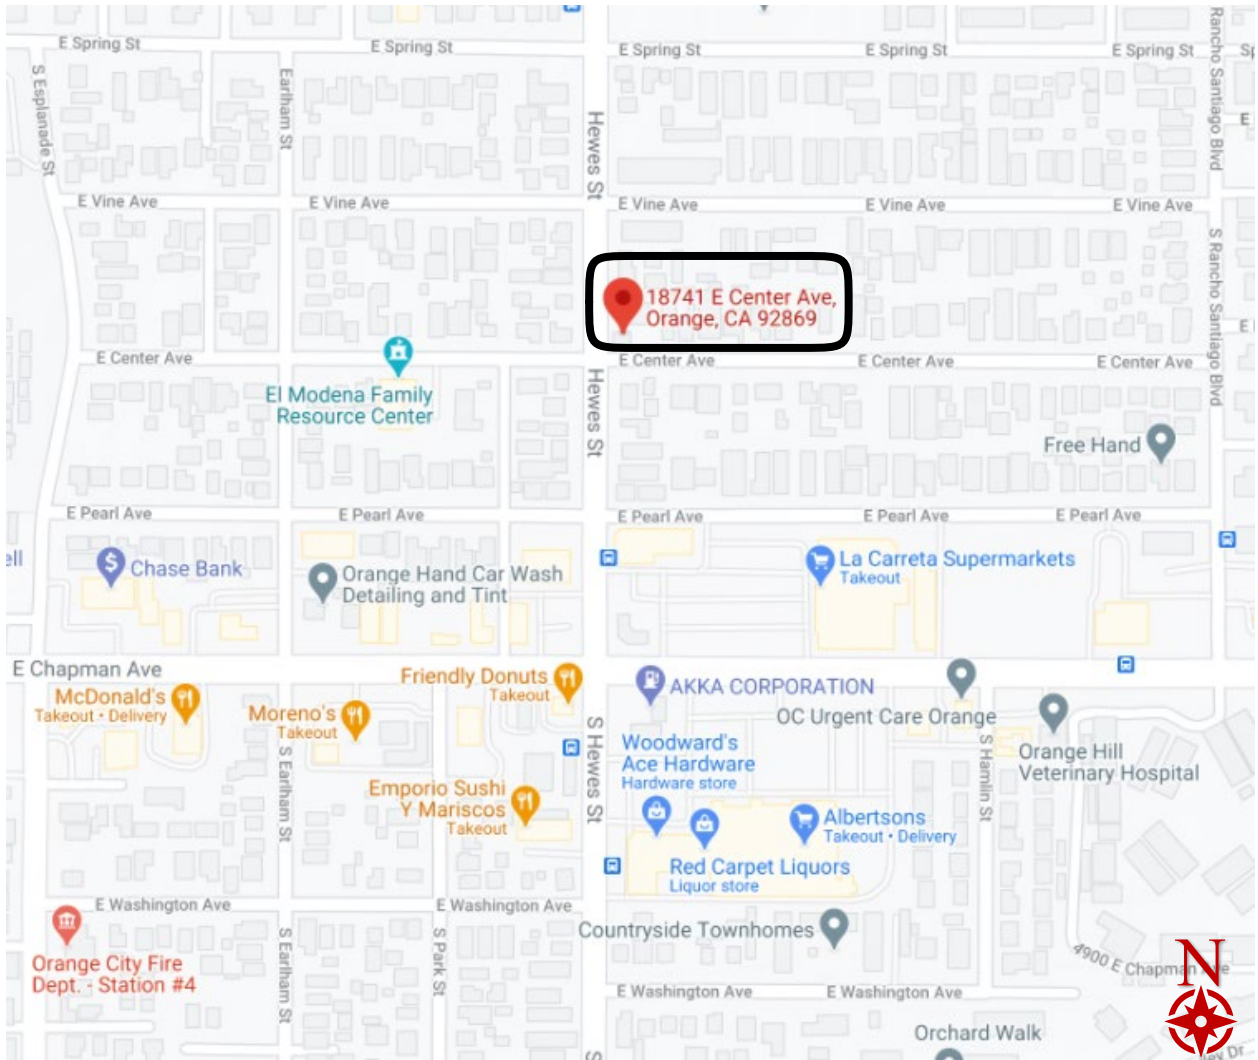 E Spring St
E Spring St
E Spring St
E Spring St
E Spring St
Sp
S Esplanade St
Earlham St
Hewes St
Rancho Santiago Blvd
E
E Vine Ave
E Vine Ave
E Vine Ave
E Vine Ave
E Vine Ave
S Rancho Santiago Blvd
18741 E Center Ave,
Orange, CA 92869
E
E Center Ave
E Center Ave
E Center Ave
E Center Ave
El Modena Family
Resource Center
Hewes St
Free Hand
E Pearl Ave
E Pearl Ave
E Pearl Ave
E Pearl Ave
E Pearl Ave
ell
Chase Bank
Orange Hand Car Wash
Detailing and Tint
La Carreta Supermarkets
Takeout
E Chapman Ave
McDonald's
Takeout • Delivery
Moreno's
Takeout
Friendly Donuts
Takeout
AKKA CORPORATION
OC Urgent Care Orange
S Hewes St
Woodward's
Ace Hardware
Hardware store
S Hamlin St
Orange Hill
Veterinary Hospital
S Earlham St
Emporio Sushi
Y Mariscos
Takeout
Albertsons
Takeout • Delivery
Red Carpet Liquors
Liquor store
E Washington Ave
E Washington Ave
Countryside Townhomes
Orange City Fire
Dept. - Station #4
S Earlham St
S Park St
4900 E Chapman Ave
N
E Washington Ave
E Washington Ave
Orchard Walk
S
ay Dr